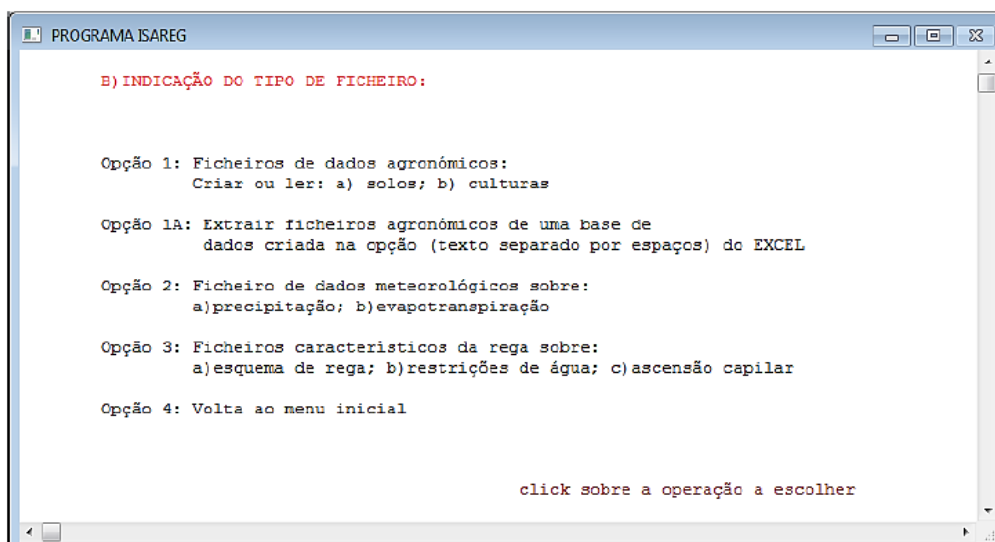 PROGRAMA ISAREG
B)INDICAÇÃO DO TIPO DE FICHEIRO:
Opção 1: Ficheiros de dados agronómicos:
Criar ou ler: a) solos; b) culturas
Opção 1A: Extrair ficheiros agronómicos de uma base de
dados criada na opção (texto separado por espaços) do EXCEL
Opção 2: Ficheiro de dados meteorológicos sobre:
a)precipitação; b)evapotranspiração
Opção 3: Ficheiros característicos da rega sobre:
a)esquema de rega; b)restrições de água; c)ascensão capilar
Opção 4: Volta ao menu inicial
click sobre a operação a escolher